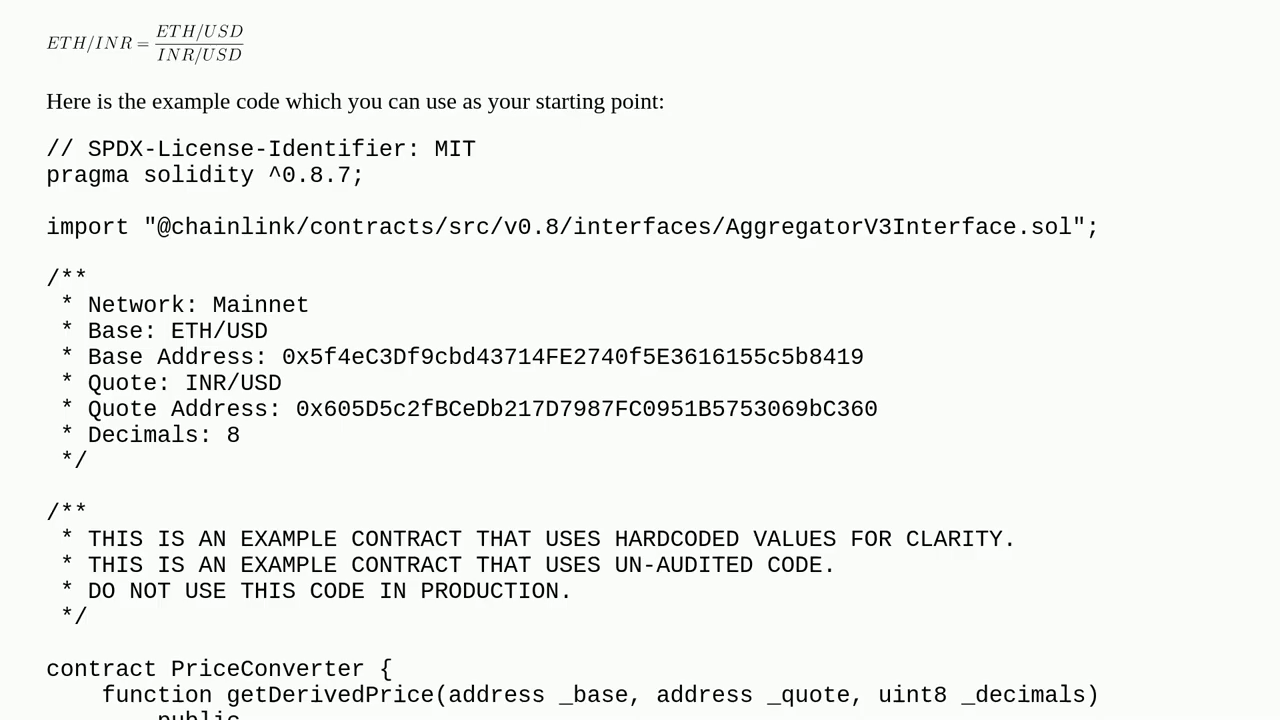 ETH/INR = ETH/USD / INR/USD
Here is the example code which you can use as your starting point:
// SPDX-License-Identifier: MIT
pragma solidity ^0.8.7;
import "@chainlink/contracts/src/v0.8/interfaces/AggregatorV3Interface.sol";
/**
 * Network: Mainnet
 * Base: ETH/USD
 * Base Address: 0x5f4eC3Df9cbd43714FE2740f5E3616155c5b8419
 * Quote: INR/USD
 * Quote Address: 0x605D5c2fBCeDb217D7987FC0951B5753069bC360
 * Decimals: 8
 */
/**
 * THIS IS AN EXAMPLE CONTRACT THAT USES HARDCODED VALUES FOR CLARITY.
 * THIS IS AN EXAMPLE CONTRACT THAT USES UN-AUDITED CODE.
 * DO NOT USE THIS CODE IN PRODUCTION.
 */
contract PriceConverter {
    function getDerivedPrice(address _base, address _quote, uint8 _decimals)
        public